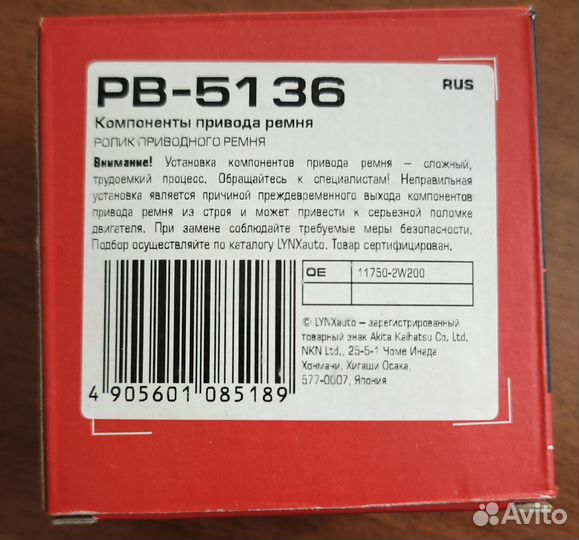 PB-5136
RUS
Компоненты привода ремня
РОЛИК ПРИВОДНОГО РЕМНЯ
Внимание! Установка компонентов привода ремня – сложный,
трудоемкий процесс. Обращайтесь к специалистам! Неправильная
установка является причиной преждевременного выхода компонентов
привода ремня из строя и может привести к серьезной поломке
двигателя. При замене соблюдайте требуемые меры безопасности.
Подбор осуществляйте по каталогу LYNXauto. Товар сертифицирован.
OE 11750-2W200
© LYNXauto – зарегистрированный
товарный знак Akita Kaihatsu Co. Ltd.
NKN Ltd., 25-5-1 Чоме Инада
Хонмачи, Хигаши Осака,
577-0007, Япония
4 905601 085189
Avito